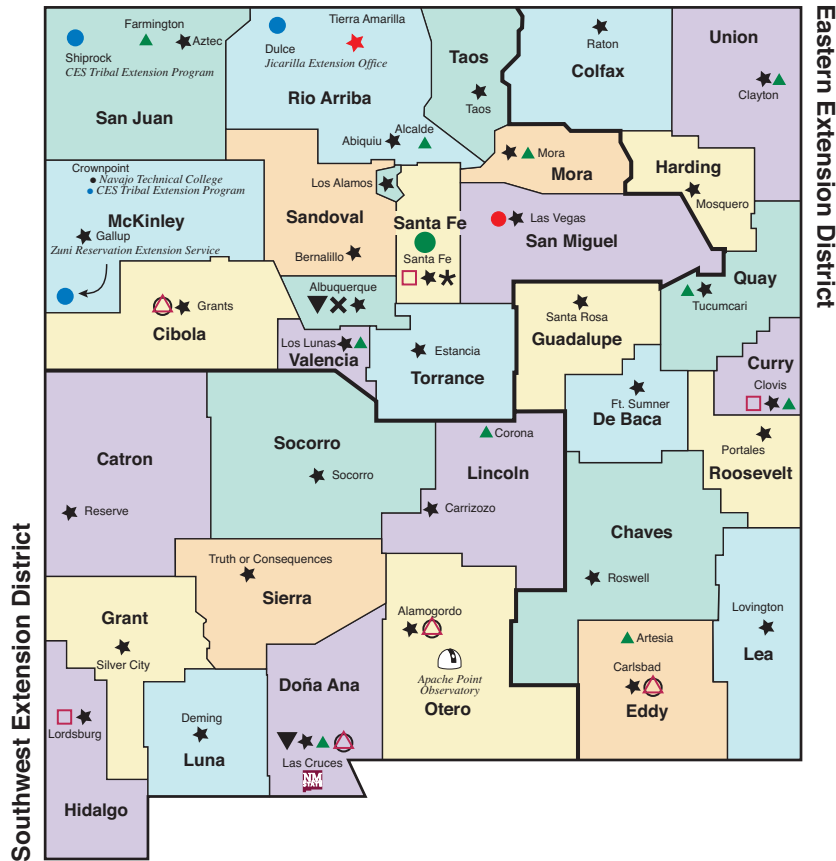 Eastern Extension District
Southwest Extension District
Farmington
Shiprock
Aztec
CES Tribal Extension Program
San Juan
Tierra Amarilla
Dulce
Jicarilla Extension Office
Rio Arriba
Abiquiu
Alcalde
Taos
Taos
Raton
Colfax
Union
Clayton
Crownpoint
Navajo Technical College
CES Tribal Extension Program
McKinley
Gallup
Zuni Reservation Extension Service
Los Alamos
Sandoval
Bernalillo
Mora
Mora
Harding
Mosquero
Santa Fe
Santa Fe
Las Vegas
San Miguel
Quay
Tucumcari
Grants
Cibola
Albuquerque
Los Lunas
Valencia
Estancia
Torrance
Santa Rosa
Guadalupe
Ft. Sumner
De Baca
Curry
Clovis
Portales
Roosevelt
Catron
Reserve
Socorro
Socorro
Corona
Lincoln
Carrizozo
Chaves
Roswell
Truth or Consequences
Sierra
Grant
Silver City
Alamogordo
Apache Point
Observatory
Otero
Artesia
Carlsbad
Eddy
Lovington
Lea
Lordsburg
Hidalgo
Deming
Luna
Doña Ana
Las Cruces
NM
STATE